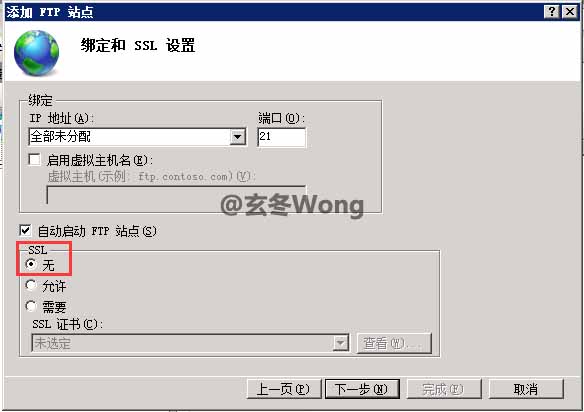 添加 FTP 站点
绑定和 SSL 设置
绑定
IP 地址(A): 端口(O):
全部未分配 21
启用虚拟主机名(E):
虚拟主机(示例: ftp.contoso.com)(V):
@玄冬Wong
自动启动 FTP 站点(S)
SSL
无
允许
需要
SSL 证书(C):
未选定 查看(W)...
上一页(P) 下一步(N) 完成(F) 取消